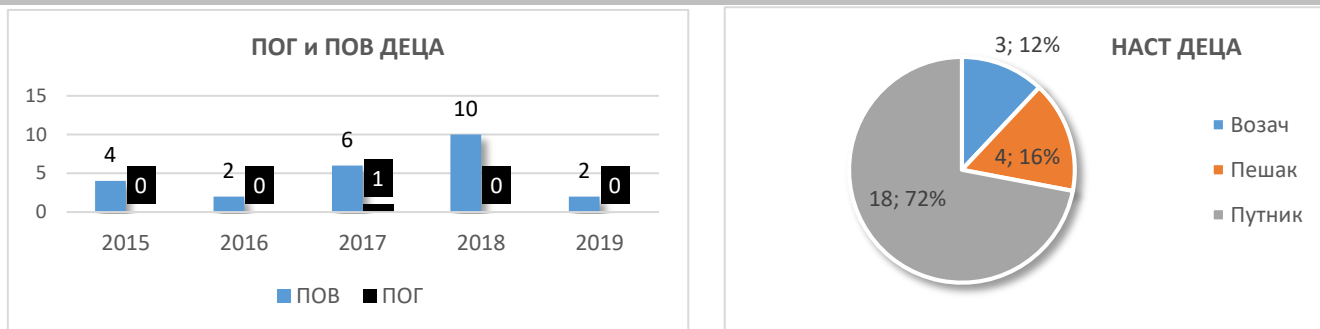 ПОГ и ПОВ ДЕЦА
15
10
5
0
4
0
2
0
6
1
10
0
2
0
2015 2016 2017 2018 2019
ПОВ ПОГ
НАСТ ДЕЦА
3; 12%
4; 16%
18; 72%
Возач
Пешак
Путник